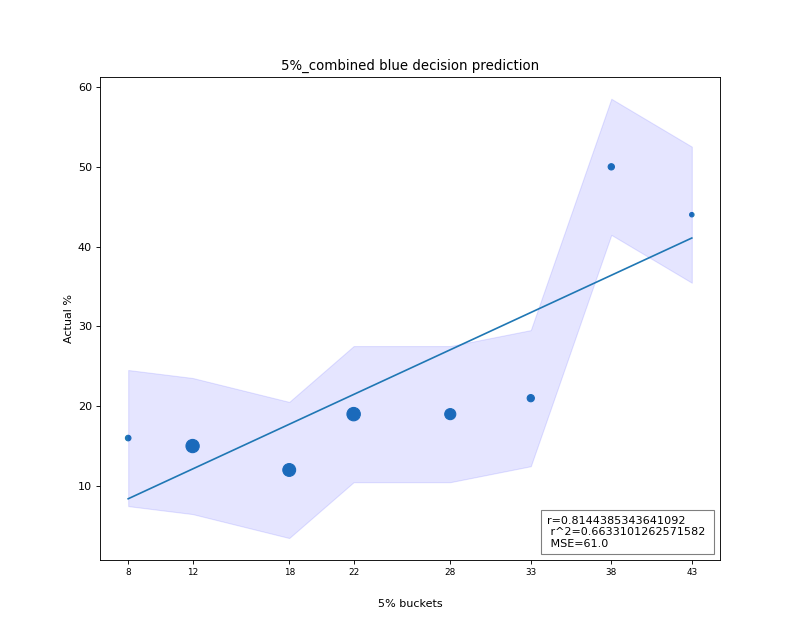 5%_combined blue decision prediction
Actual %
60
50
40
30
20
10
r=0.8144385343641092
r^2=0.6633101262571582
MSE=61.0
8 12 18 22 28 33 38 43
5% buckets